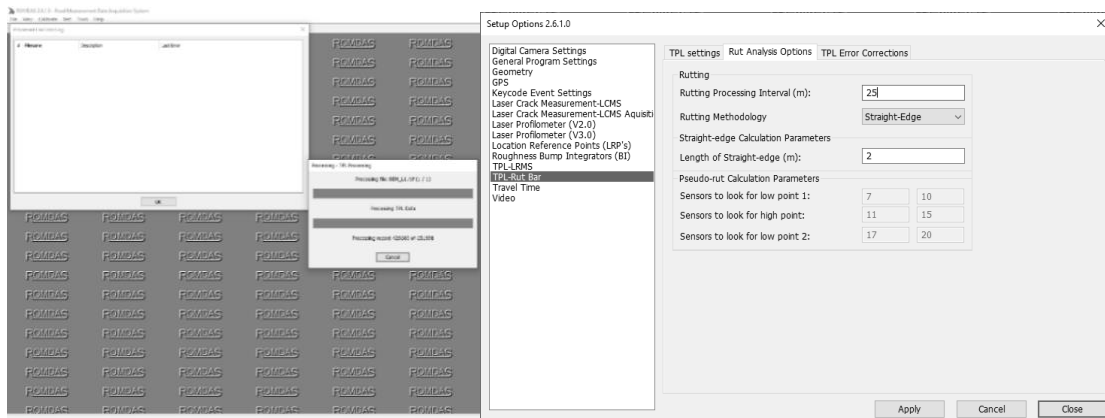 ROMDAS
Filename
Description
OK
Processing - TPL Processing
Processing TPL Data
Cancel
Setup Options 2.6.1.0
Digital Camera Settings
General Program Settings
Geometry
GPS
Keycode Event Settings
Laser Crack Measurement-LCMS
Laser Crack Measurement-LCMS Aquisiti
Laser Profilometer (V2.0)
Laser Profilometer (V3.0)
Location Reference Points (LRP's)
Roughness Bump Integrators (BI)
TPL-LRMS
TPL-Rut Bar
Travel Time
Video
TPL settings Rut Analysis Options TPL Error Corrections
Rutting
Rutting Processing Interval (m): 25
Rutting Methodology Straight-Edge
Straight-edge Calculation Parameters
Length of Straight-edge (m): 2
Pseudo-rut Calculation Parameters
Sensors to look for low point 1: 7 10
Sensors to look for high point: 11 15
Sensors to look for low point 2: 17 20
Apply Cancel Close